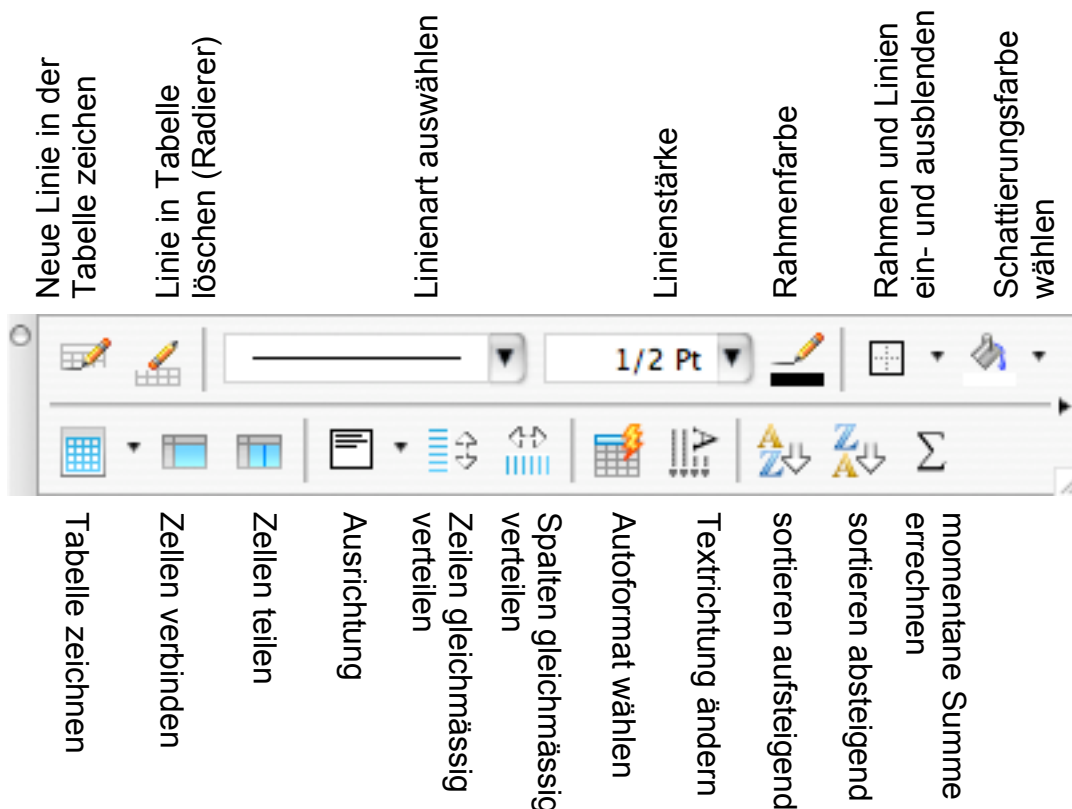 Neue Linie in der
Tabelle zeichen
Linie in Tabelle
löschen (Radierer)
Linienart auswählen
Linienstärke
Rahmenfarbe
Rahmen und Linien
ein- und ausblenden
Schattierungsfarbe
wählen
1/2 Pt
A
A
Z
Z
A
Σ
Tabelle zeichnen
Zellen verbinden
Zellen teilen
Ausrichtung
Zeilen gleichmässig
verteilen
Spalten gleichmässig
verteilen
Autoformat wählen
Textrichtung ändern
sortieren aufsteigend
sortieren absteigend
momentane Summe
errechnen